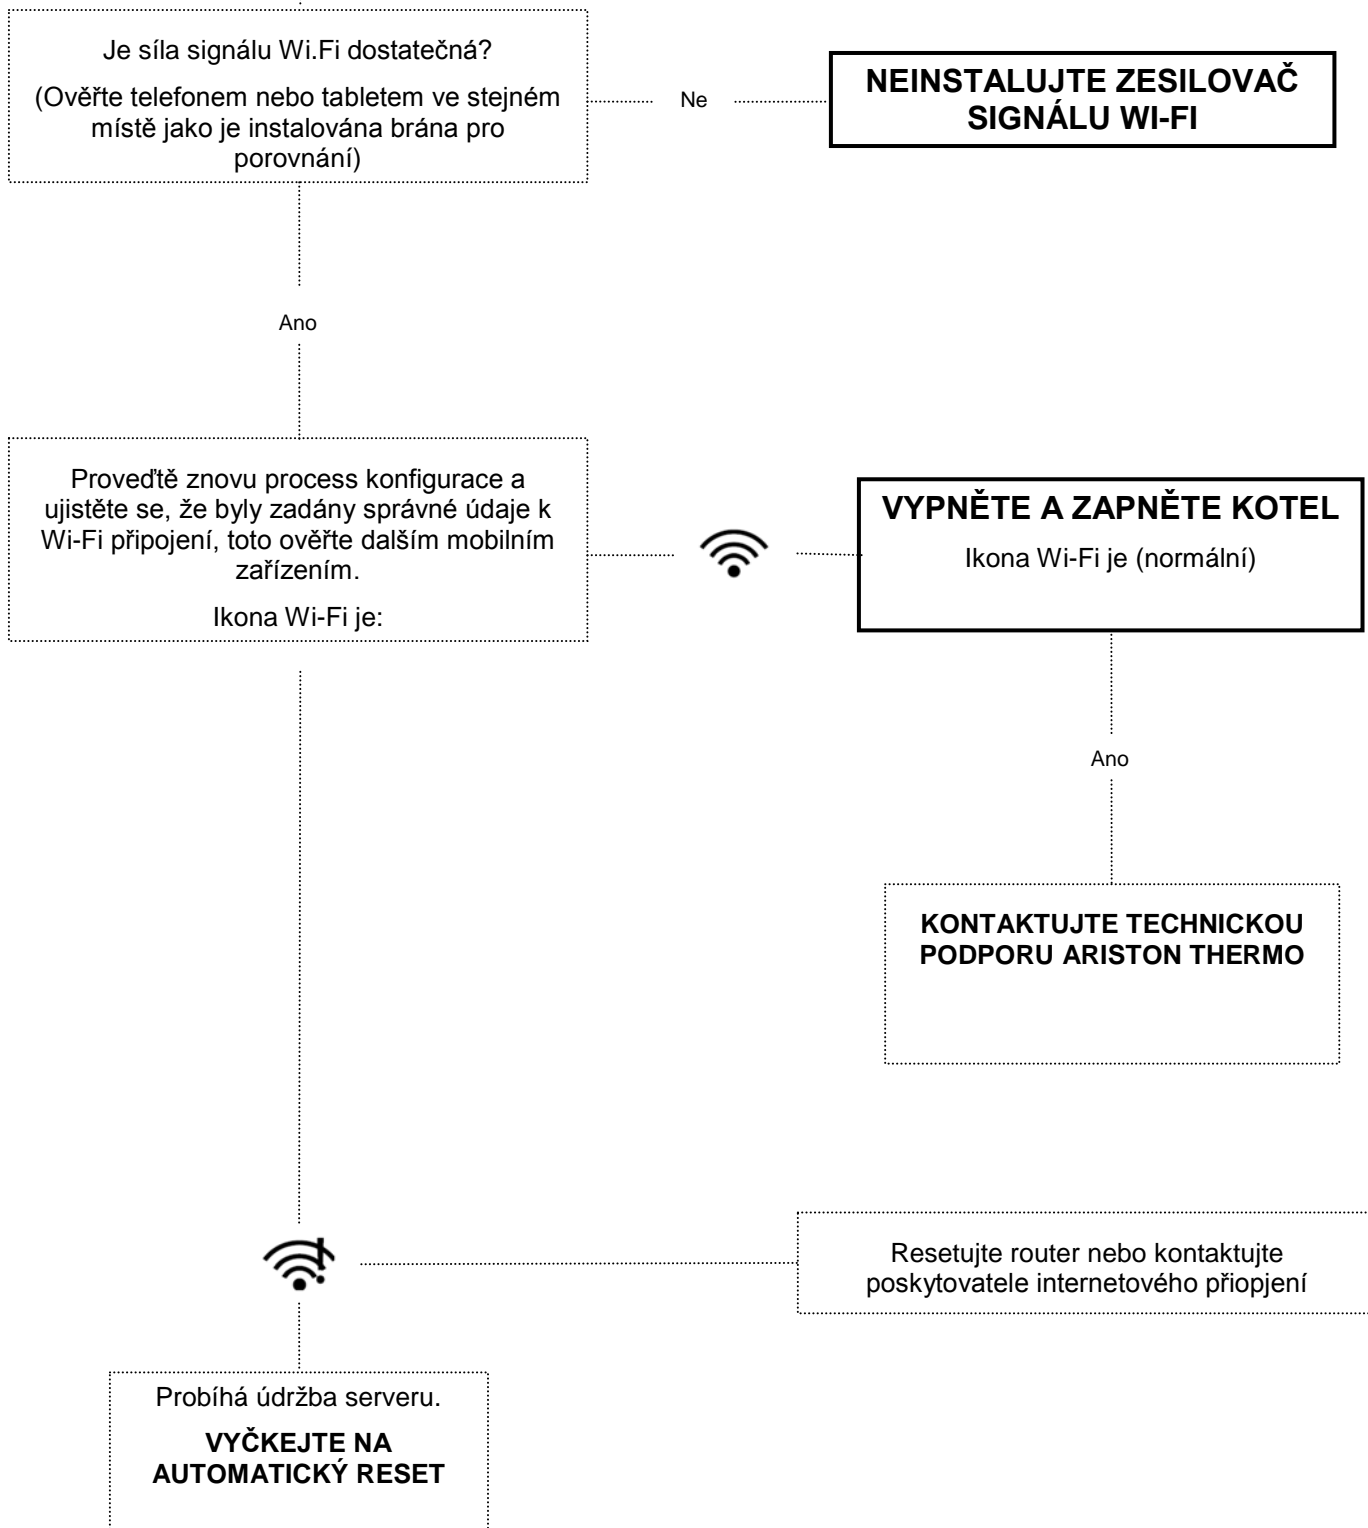 Je síla signálu Wi.Fi dostatečná?
(Ověřte telefonem nebo tabletem ve stejném
místě jako je instalována brána pro
porovnání)
Ne
NEINSTALUJTE ZESILOVAČ
SIGNÁLU WI-FI
Ano
Proveďtě znovu process konfigurace a
ujistěte se, že byly zadány správné údaje k
Wi-Fi připojení, toto ověřte dalším mobilním
zařízením.
Ikona Wi-Fi je:
VYPNĚTE A ZAPNĚTE KOTEL
Ikona Wi-Fi je (normální)
Ano
KONTAKTUJTE TECHNICKOU
PODPORU ARISTON THERMO
Resetujte router nebo kontaktujte
poskytovatele internetového přiopjení
Probíhá údržba serveru.
VYČKEJTE NA
AUTOMATICKÝ RESET